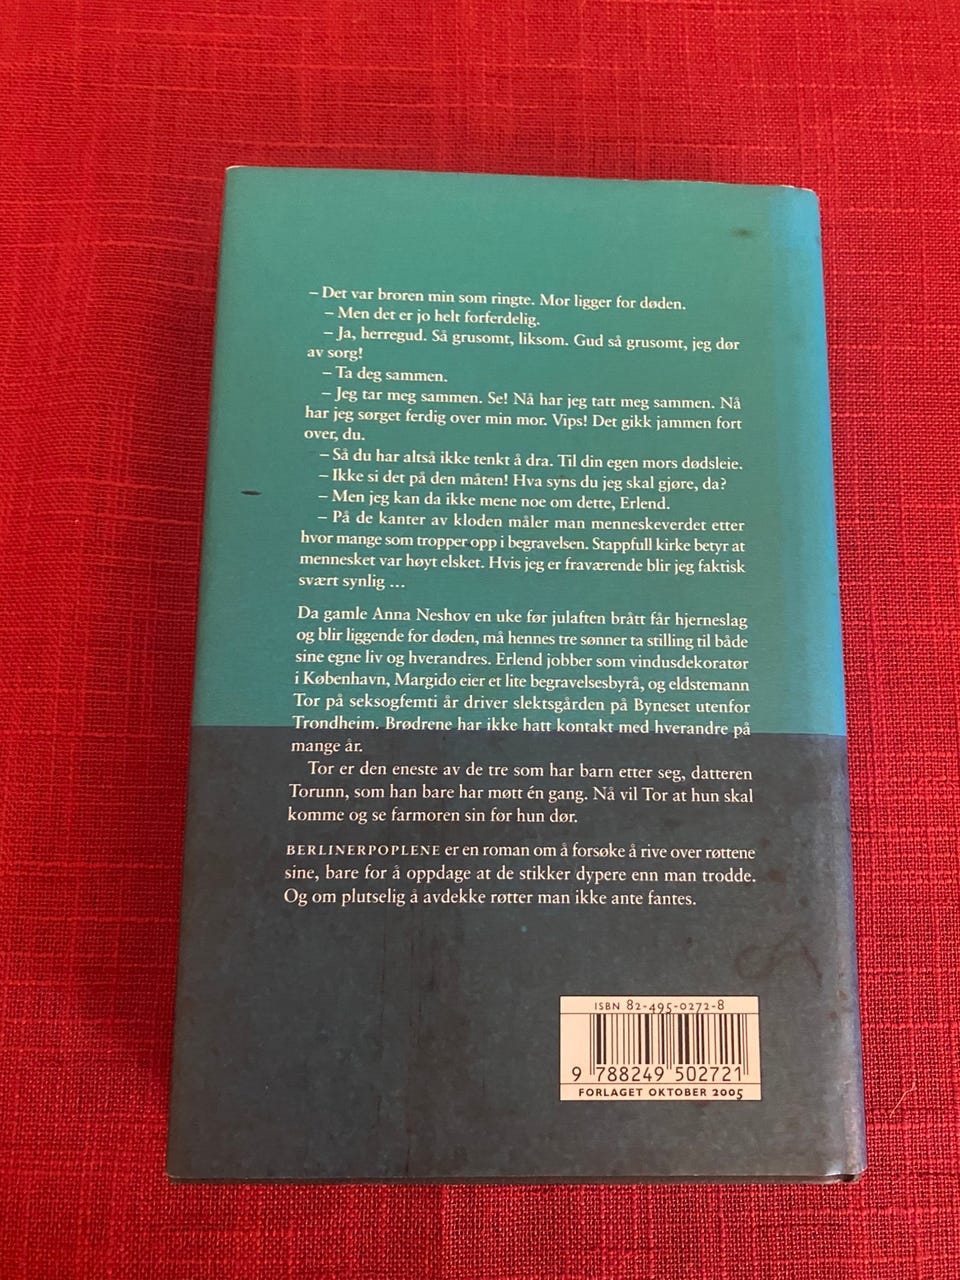 – Det var broren min som ringte. Mor ligger for døden.
– Men det er jo helt forferdelig.
– Ja, herregud. Så grusomt, liksom. Gud så grusomt, jeg dør
av sorg!
– Ta deg sammen.
– Jeg tar meg sammen. Se! Nå har jeg tatt meg sammen. Nå
har jeg sørget ferdig over min mor. Vips! Det gikk jammen fort
over, du.
– Så du har altså ikke tenkt å dra. Til din egen mors dødsleie.
– Ikke si det på den måten! Hva syns du jeg skal gjøre, da?
– Men jeg kan da ikke mene noe om dette, Erlend.
– På de kanter av kloden måler man menneskeverdet etter
hvor mange som tropper opp i begravelsen. Stappfull kirke betyr at
mennesket var høyt elsket. Hvis jeg er fraværende blir jeg faktisk
svært synlig ...
Da gamle Anna Neshov en uke før julaften brått får hjerneslag
og blir liggende for døden, må hennes tre sønner ta stilling til både
sine egne liv og hverandres. Erlend jobber som vindusdekoratør
i København, Margido eier et lite begravelsesbyrå, og eldstemann
Tor på seksogfemti år driver slektsgården på Byneset utenfor
Trondheim. Brødrene har ikke hatt kontakt med hverandre på
mange år.
Tor er den eneste av de tre som har barn etter seg, datteren
Torunn, som han bare har møtt én gang. Nå vil Tor at hun skal
komme og se farmoren sin før hun dør.
BERLINERPOPLENE er en roman om å forsøke å rive over røttene
sine, bare for å oppdage at de stikker dypere enn man trodde.
Og om plutselig å avdekke røtter man ikke ante fantes.
ISBN 82-495-0272-8
9 788249 502721
FORLAGET OKTOBER 2005